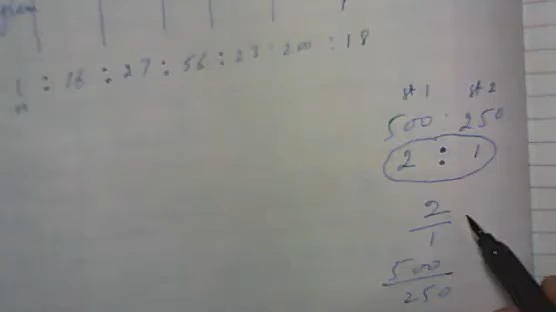 1 : 16 : 27 : 56 : 23 : 200 : 18
st 1 st 2
500 : 250
2 : 1
2
1
500
250